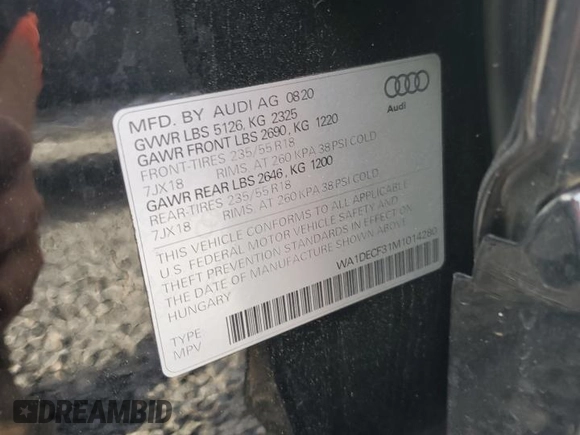 MFD. BY AUDI AG 0820
GVWR LBS 5126, KG 2325
GAWR FRONT LBS 2690, KG 1220
FRONT-TIRES 235/55 R18
7JX18 RIMS, AT 260 KPA 38 PSI COLD
GAWR REAR LBS 2646, KG 1200
REAR-TIRES 235/55 R18
7JX18 RIMS, AT 260 KPA 38 PSI COLD
THIS VEHICLE CONFORMS TO ALL APPLICABLE
U.S. FEDERAL MOTOR VEHICLE SAFETY AND
THEFT PREVENTION STANDARDS IN EFFECT ON
THE DATE OF MANUFACTURE SHOWN ABOVE
HUNGARY
WA1DECF31M1014280
TYPE
MPV
Audi
DREAMBID